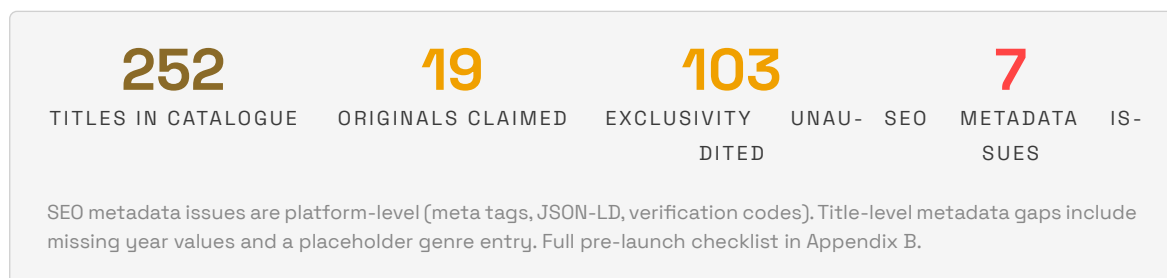 252 19 103 7
TITLES IN CATALOGUE ORIGINALS CLAIMED EXCLUSIVITY UNAU- SEO METADATA IS-
DITED SUES
SEO metadata issues are platform-level (meta tags, JSON-LD, verification codes). Title-level metadata gaps include
missing year values and a placeholder genre entry. Full pre-launch checklist in Appendix B.